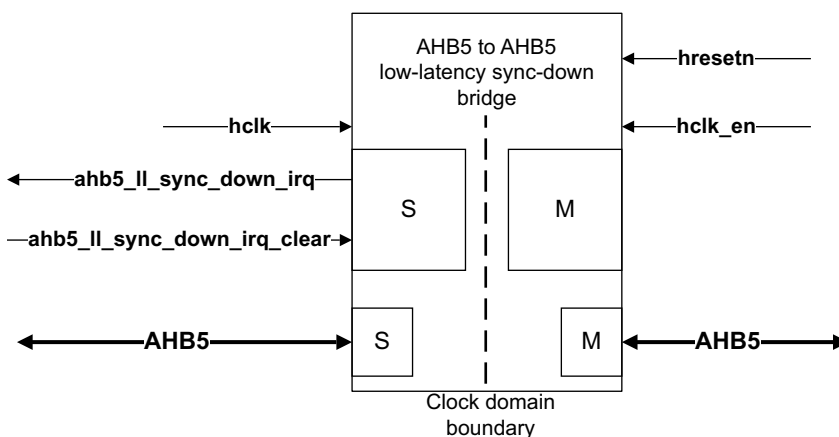 AHB5 to AHB5
low-latency sync-down
bridge
hresetn
hclk
hclk_en
ahb5_ll_sync_down_irq
S
M
ahb5_ll_sync_down_irq_clear
AHB5
S
M
AHB5
Clock domain
boundary